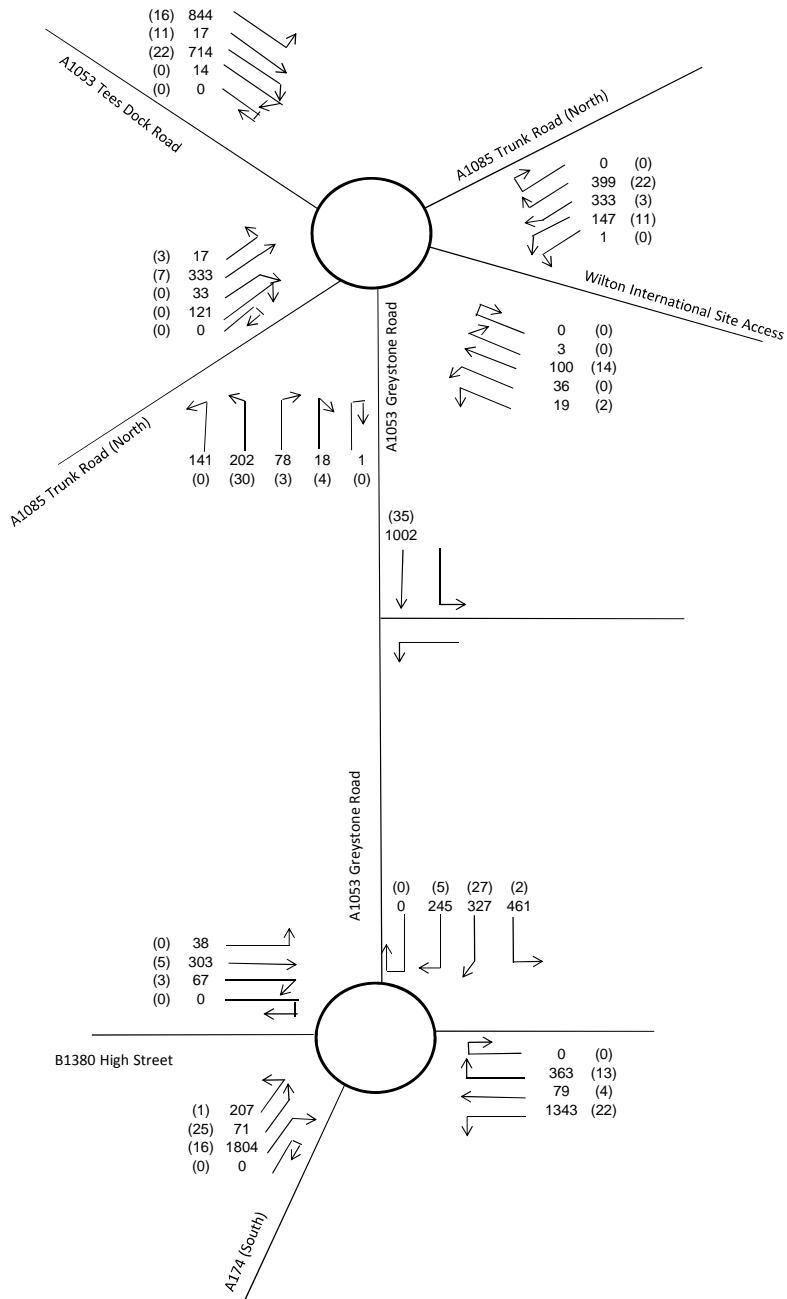 (16) 844
(11) 17
(22) 714
(0) 14
(0) 0
A1053 Tees Dock Road
A1085 Trunk Road (North)
0 (0)
399 (22)
333 (3)
147 (11)
1 (0)
(3) 17
(7) 333
(0) 33
(0) 121
(0) 0
Wilton International Site Access
0 (0)
3 (0)
100 (14)
36 (0)
19 (2)
A1053 Greystone Road
A1085 Trunk Road (North)
141 202 78 18 1
(0) (30) (3) (4) (0)
(35)
1002
A1053 Greystone Road
(0) (5) (27) (2)
0 245 327 461
(0) 38
(5) 303
(3) 67
(0) 0
B1380 High Street
0 (0)
363 (13)
79 (4)
1343 (22)
(1) 207
(25) 71
(16) 1804
(0) 0
A174 (South)